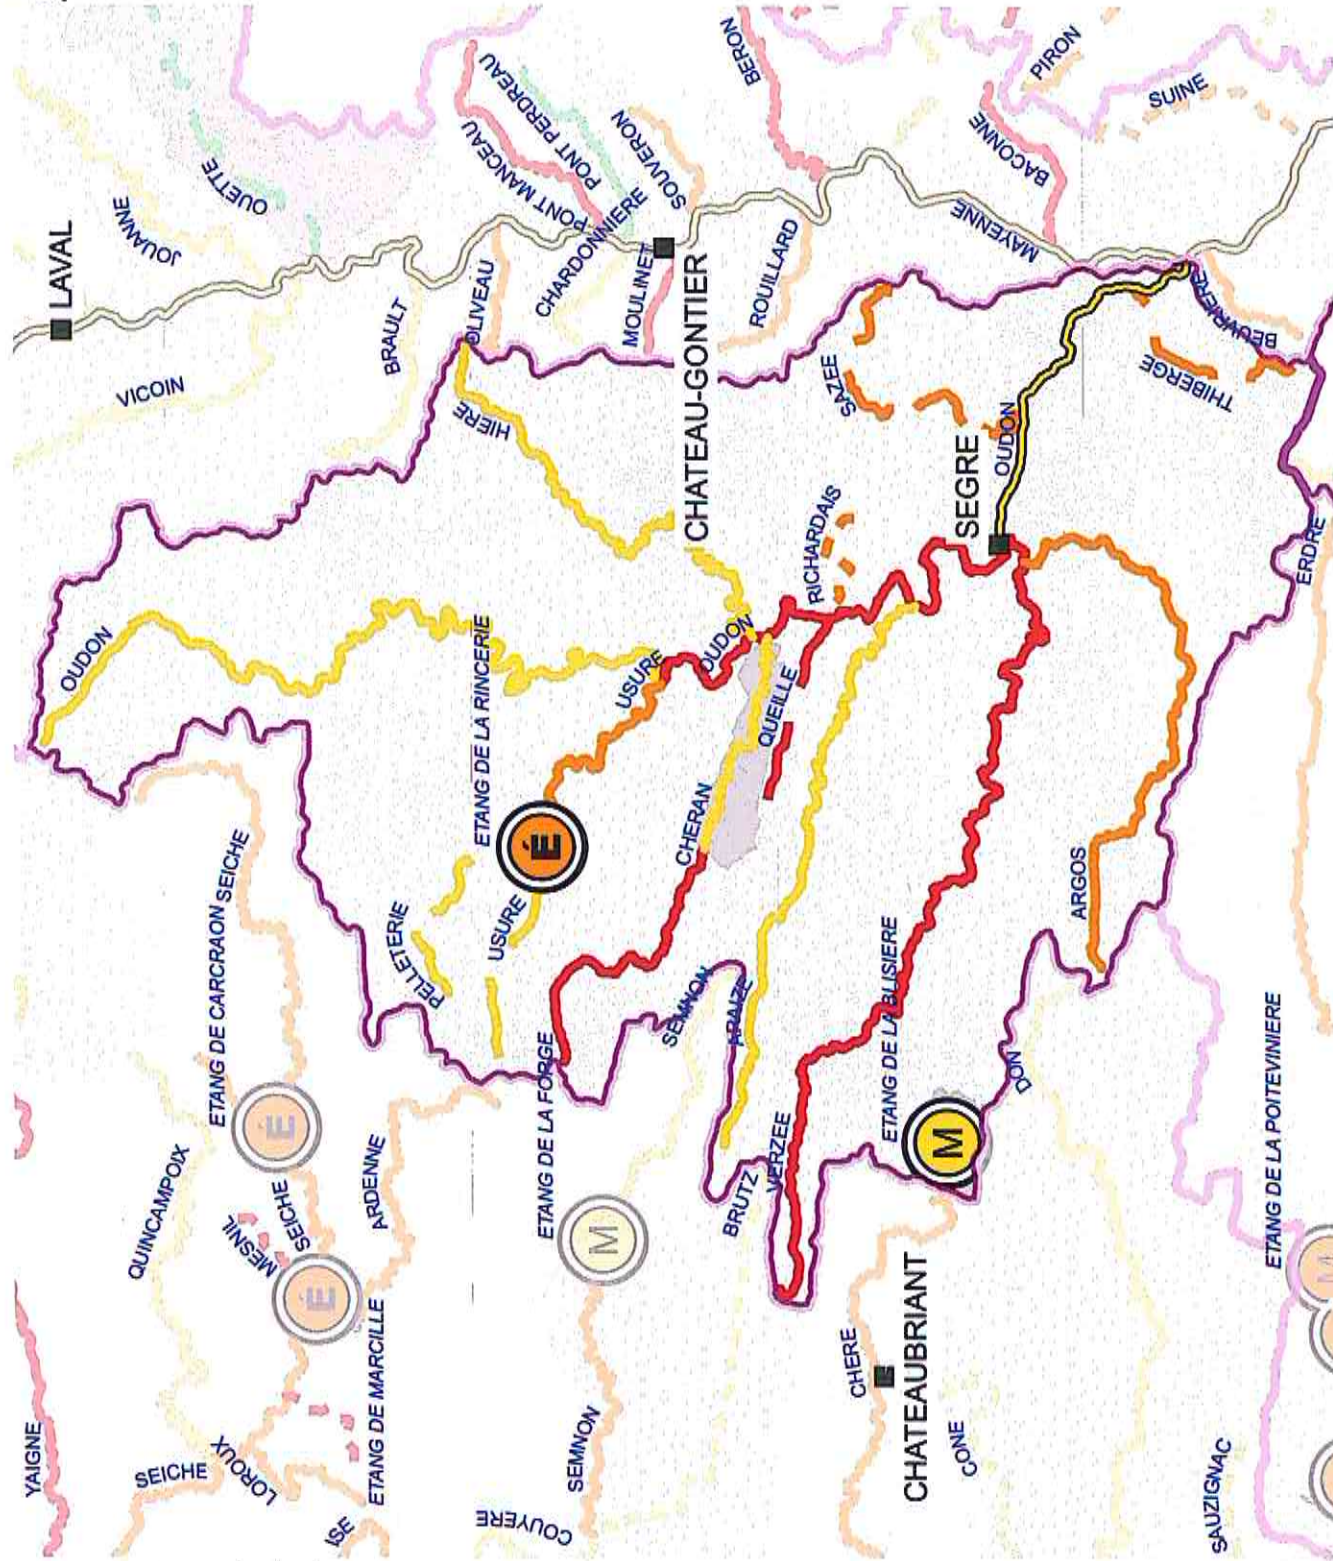 YAIGNE
SEICHE
LOROUX
ISE
ETANG DE MARCILLE
QUINCAMPOIX
MESNIL
SEICHE
É
É
ETANG DE CARCRAON
SEICHE
ARDENNE
COUYERE
SEMNON
ETANG DE LA FORGE
M
PELLETERIE
USURE
É
ETANG DE LA RINCERIE
USURE
OUDON
OUDON
VICOIN
LAVAL
JOUANNE
OUETTE
BRAULT
HIERE
OLIVEAU
PONT MANCEAU
PONT PERDREAU
CHARDONNIERE
SOUVERON
MOULINET
CHATEAU-GONTIER
BERON
ROUILLARD
SEMNON
CHERAN
QUEILLE
ARAIZE
BRUTZ
VERZEE
RICHARDAIS
SAZEE
MAYENNE
BACONNE
PIRON
SUINE
SEGRE
OUDON
THIBERGE
BEUVRIERE
ERDRE
ARGOS
ETANG DE LA BLISIERE
M
DON
CHERE
CHATEAUBRIANT
CONE
SAUZIGNAC
ETANG DE LA POITEVINIERE
M